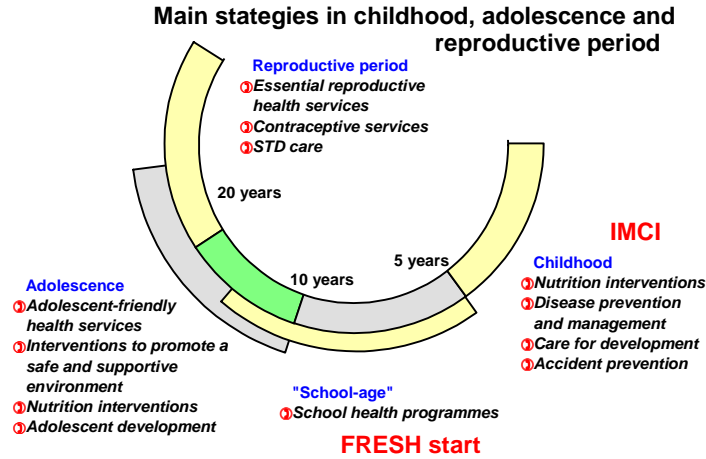 Main stategies in childhood, adolescence and
reproductive period
Reproductive period
Essential reproductive
health services
Contraceptive services
STD care
20 years
10 years
5 years
IMCI
Childhood
Nutrition interventions
Disease prevention
and management
Care for development
Accident prevention
Adolescence
Adolescent-friendly
health services
Interventions to promote a
safe and supportive
environment
Nutrition interventions
Adolescent development
"School-age"
School health programmes
FRESH start